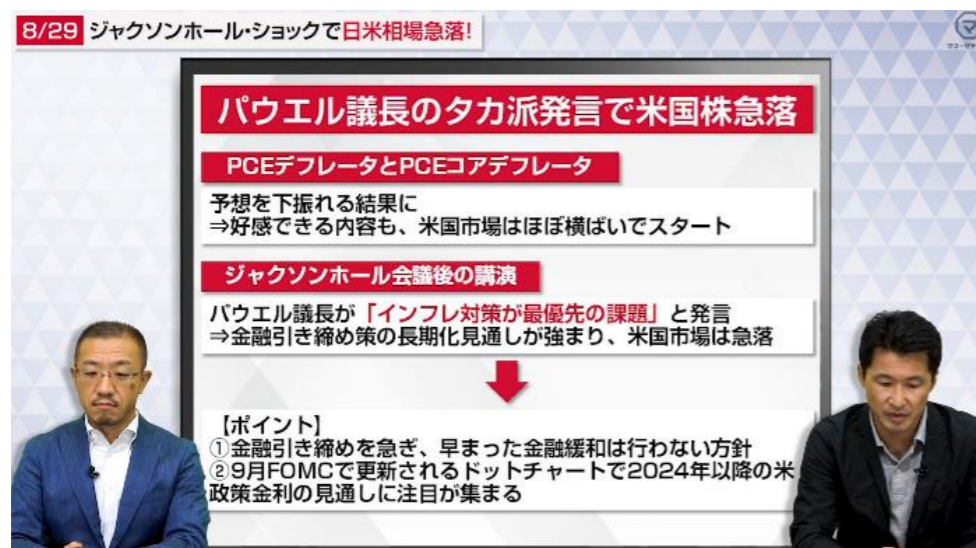 8/29 ジャクソンホール・ショックで日米相場急落!
パウエル議長のタカ派発言で米国株急落
PCEデフレータとPCEコアデフレータ
予想を下振れる結果に
⇒好感できる内容も、米国市場はほぼ横ばいでスタート
ジャクソンホール会議後の講演
パウエル議長が「インフレ対策が最優先の課題」と発言
⇒金融引き締め策の長期化見通しが強まり、米国市場は急落
【ポイント】
①金融引き締めを急ぎ、早まった金融緩和は行わない方針
②9月FOMCで更新されるドットチャートで2024年以降の米
政策金利の見通しに注目が集まる